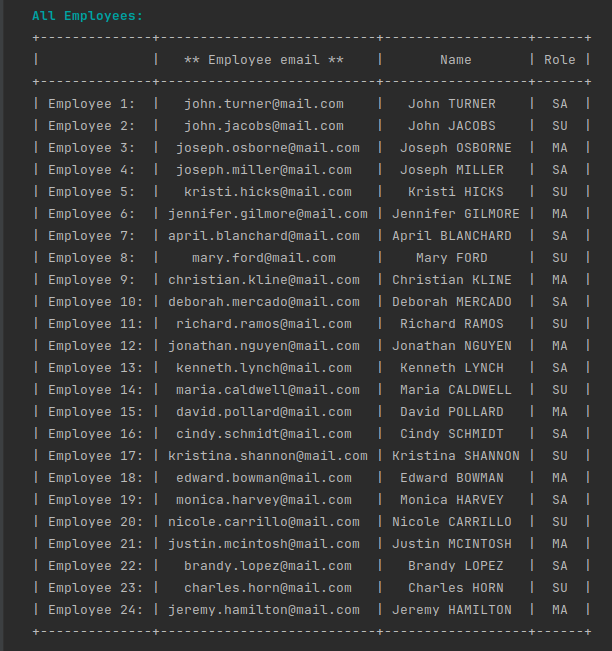 All Employees:
+--------------+---------------------------+------------------+------+
|              |   ** Employee email **    |       Name       | Role |
+--------------+---------------------------+------------------+------+
| Employee 1:  |   john.turner@mail.com    |   John TURNER    |  SA  |
| Employee 2:  |   john.jacobs@mail.com    |   John JACOBS    |  SU  |
| Employee 3:  |  joseph.osborne@mail.com  |  Joseph OSBORNE  |  MA  |
| Employee 4:  |  joseph.miller@mail.com   |  Joseph MILLER   |  SA  |
| Employee 5:  |   kristi.hicks@mail.com   |   Kristi HICKS   |  SU  |
| Employee 6:  | jennifer.gilmore@mail.com | Jennifer GILMORE |  MA  |
| Employee 7:  | april.blanchard@mail.com  | April BLANCHARD  |  SA  |
| Employee 8:  |    mary.ford@mail.com     |    Mary FORD     |  SU  |
| Employee 9:  | christian.kline@mail.com  | Christian KLINE  |  MA  |
| Employee 10: | deborah.mercado@mail.com  | Deborah MERCADO  |  SA  |
| Employee 11: |  richard.ramos@mail.com   |  Richard RAMOS   |  SU  |
| Employee 12: | jonathan.nguyen@mail.com  | Jonathan NGUYEN  |  MA  |
| Employee 13: |  kenneth.lynch@mail.com   |  Kenneth LYNCH   |  SA  |
| Employee 14: |  maria.caldwell@mail.com  |  Maria CALDWELL  |  SU  |
| Employee 15: |  david.pollard@mail.com   |  David POLLARD   |  MA  |
| Employee 16: |  cindy.schmidt@mail.com   |  Cindy SCHMIDT   |  SA  |
| Employee 17: | kristina.shannon@mail.com | Kristina SHANNON |  SU  |
| Employee 18: |  edward.bowman@mail.com   |  Edward BOWMAN   |  MA  |
| Employee 19: |  monica.harvey@mail.com   |  Monica HARVEY   |  SA  |
| Employee 20: | nicole.carrillo@mail.com  | Nicole CARRILLO  |  SU  |
| Employee 21: | justin.mcintosh@mail.com  | Justin MCINTOSH  |  MA  |
| Employee 22: |   brandy.lopez@mail.com   |   Brandy LOPEZ   |  SA  |
| Employee 23: |   charles.horn@mail.com   |   Charles HORN   |  SU  |
| Employee 24: | jeremy.hamilton@mail.com  | Jeremy HAMILTON  |  MA  |
+--------------+---------------------------+------------------+------+